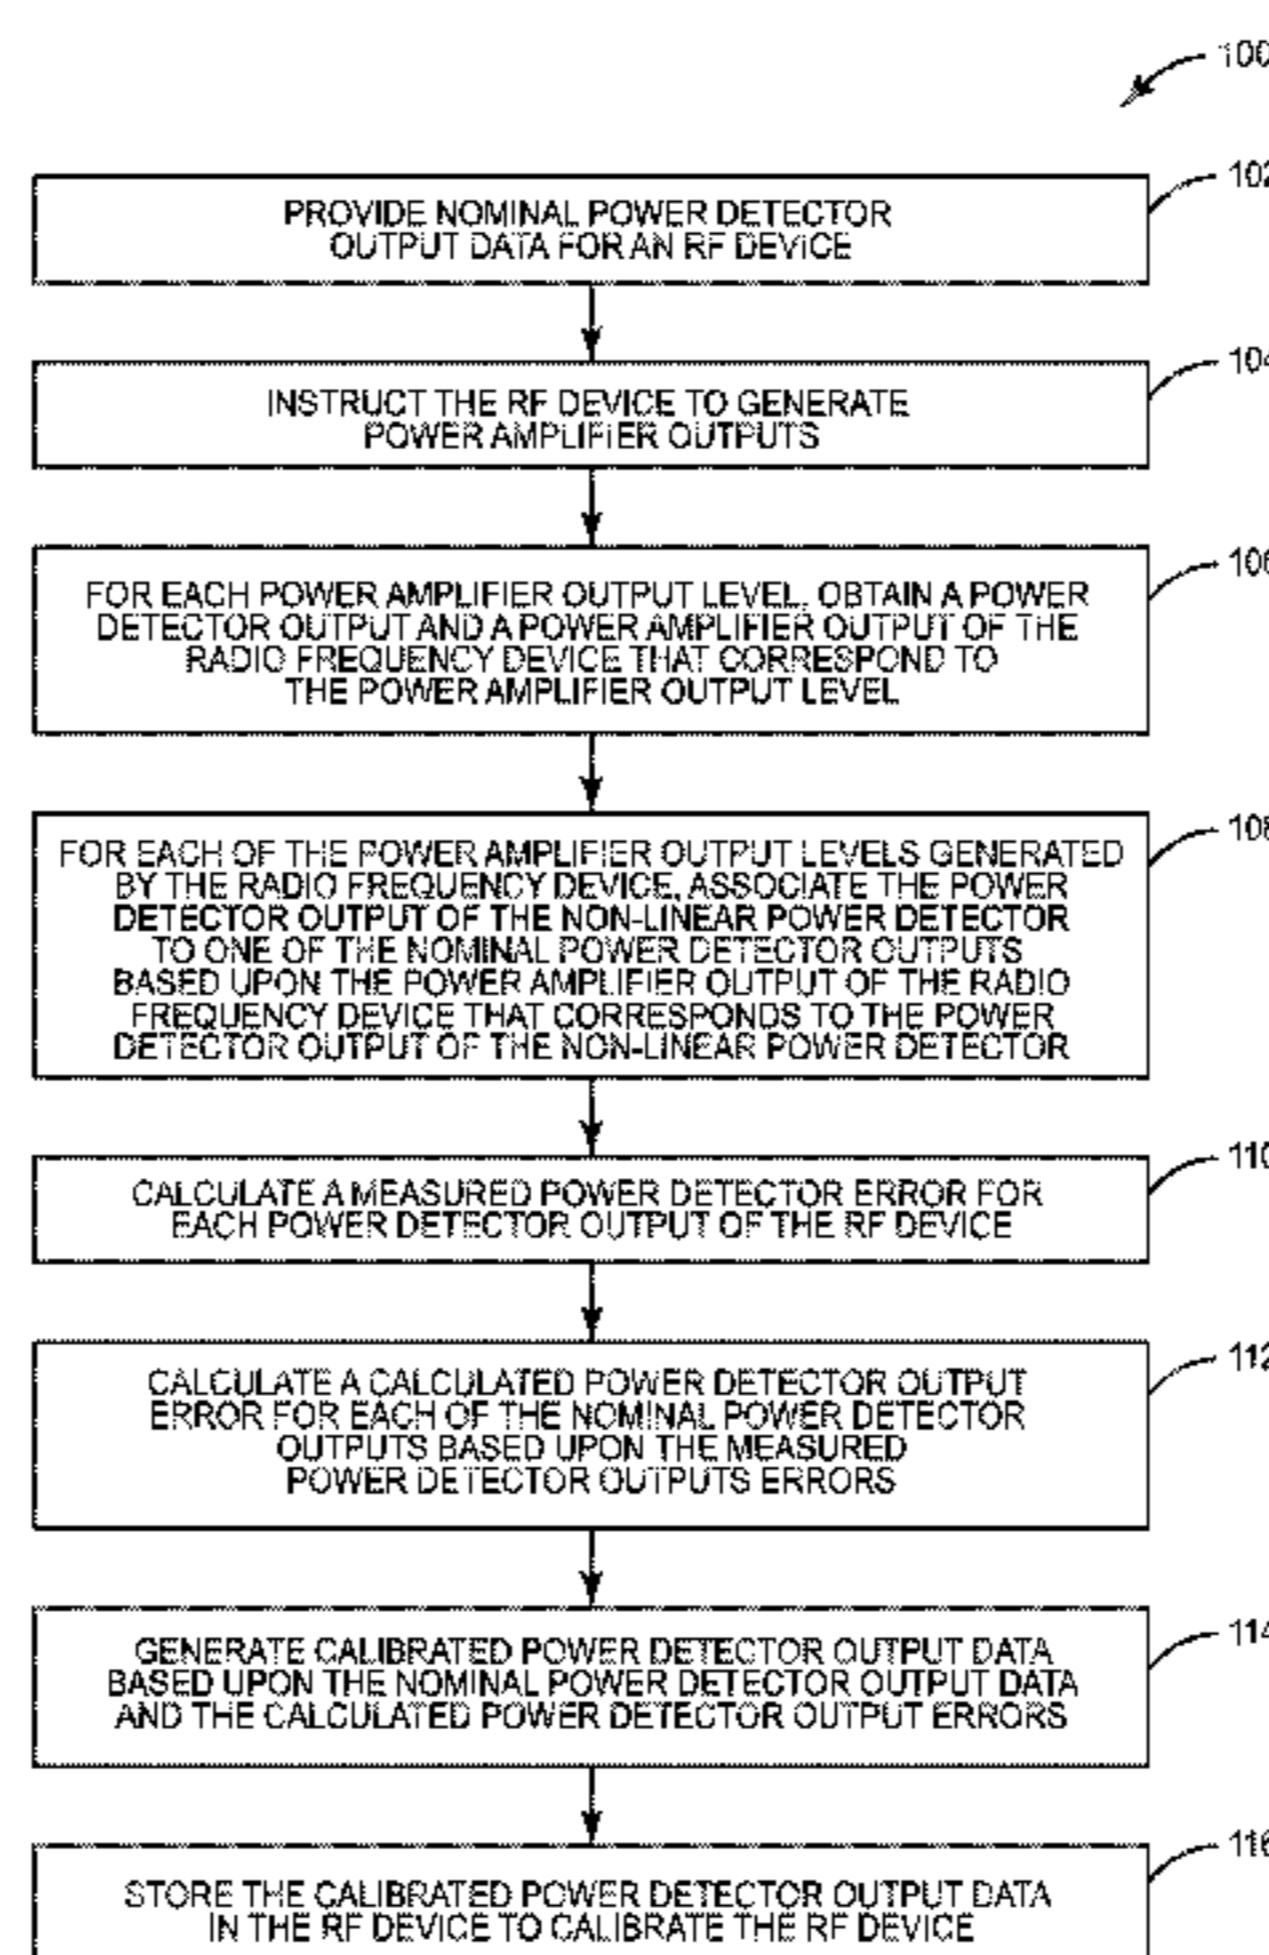 100
102
PROVIDE NOMINAL POWER DETECTOR
OUTPUT DATA FOR AN RF DEVICE
104
INSTRUCT THE RF DEVICE TO GENERATE
POWER AMPLIFIER OUTPUTS
106
FOR EACH POWER AMPLIFIER OUTPUT LEVEL, OBTAIN A POWER
DETECTOR OUTPUT AND A POWER AMPLIFIER OUTPUT OF THE
RADIO FREQUENCY DEVICE THAT CORRESPOND TO
THE POWER AMPLIFIER OUTPUT LEVEL
108
FOR EACH OF THE POWER AMPLIFIER OUTPUT LEVELS GENERATED
BY THE RADIO FREQUENCY DEVICE, ASSOCIATE THE POWER
DETECTOR OUTPUT OF THE NON-LINEAR POWER DETECTOR
TO ONE OF THE NOMINAL POWER DETECTOR OUTPUTS
BASED UPON THE POWER AMPLIFIER OUTPUT OF THE RADIO
FREQUENCY DEVICE THAT CORRESPONDS TO THE POWER
DETECTOR OUTPUT OF THE NON-LINEAR POWER DETECTOR
110
CALCULATE A MEASURED POWER DETECTOR ERROR FOR
EACH POWER DETECTOR OUTPUT OF THE RF DEVICE
112
CALCULATE A CALCULATED POWER DETECTOR OUTPUT
ERROR FOR EACH OF THE NOMINAL POWER DETECTOR
OUTPUTS BASED UPON THE MEASURED
POWER DETECTOR OUTPUTS ERRORS
114
GENERATE CALIBRATED POWER DETECTOR OUTPUT DATA
BASED UPON THE NOMINAL POWER DETECTOR OUTPUT DATA
AND THE CALCULATED POWER DETECTOR OUTPUT ERRORS
116
STORE THE CALIBRATED POWER DETECTOR OUTPUT DATA
IN THE RF DEVICE TO CALIBRATE THE RF DEVICE